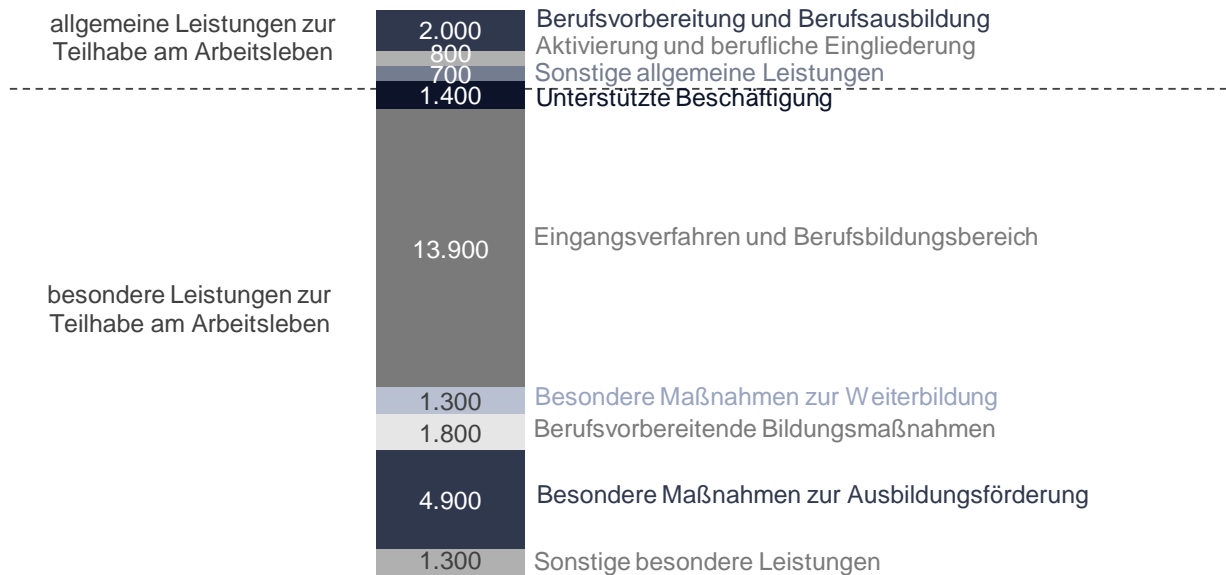 allgemeine Leistungen zur
Teilhabe am Arbeitsleben
2.000
Berufsvorbereitung und Berufsausbildung
800
Aktivierung und berufliche Eingliederung
700
Sonstige allgemeine Leistungen
1.400
Unterstützte Beschäftigung
13.900
Eingangsverfahren und Berufsbildungsbereich
besondere Leistungen zur
Teilhabe am Arbeitsleben
1.300
Besondere Maßnahmen zur Weiterbildung
1.800
Berufsvorbereitende Bildungsmaßnahmen
4.900
Besondere Maßnahmen zur Ausbildungsförderung
1.300
Sonstige besondere Leistungen